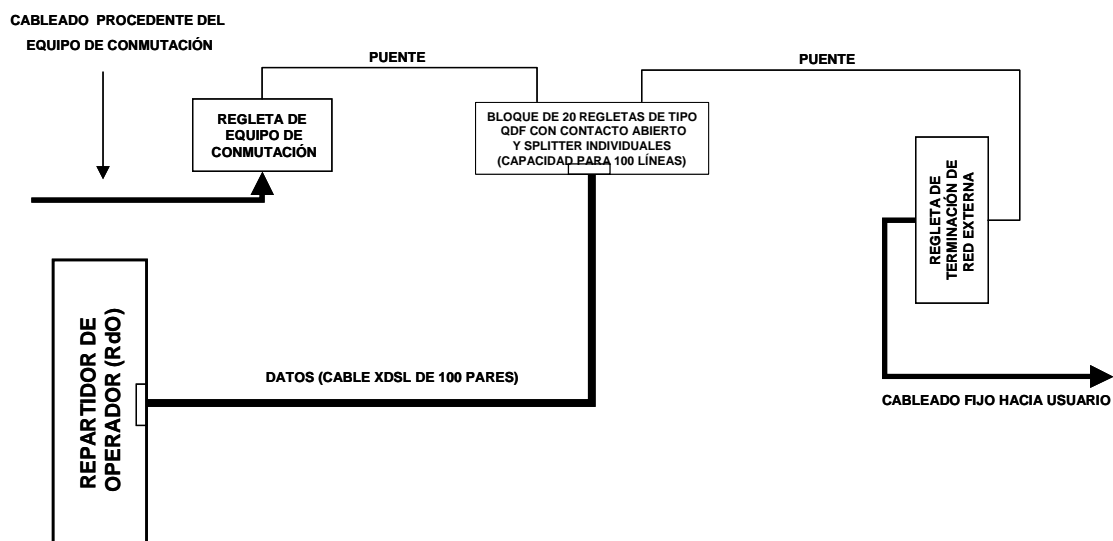 CABLEADO PROCEDENTE DEL
EQUIPO DE CONMUTACIÓN
PUENTE
PUENTE
REGLETA DE
EQUIPO DE
CONMUTACIÓN
BLOQUE DE 20 REGLETAS DE TIPO
QDF CON CONTACTO ABIERTO
Y SPLITTER INDIVIDUALES
(CAPACIDAD PARA 100 LÍNEAS)
REGLETA DE
TERMINACIÓN DE
RED EXTERNA
REPARTIDOR DE
OPERADOR (RdO)
DATOS (CABLE XDSL DE 100 PARES)
CABLEADO FIJO HACIA USUARIO